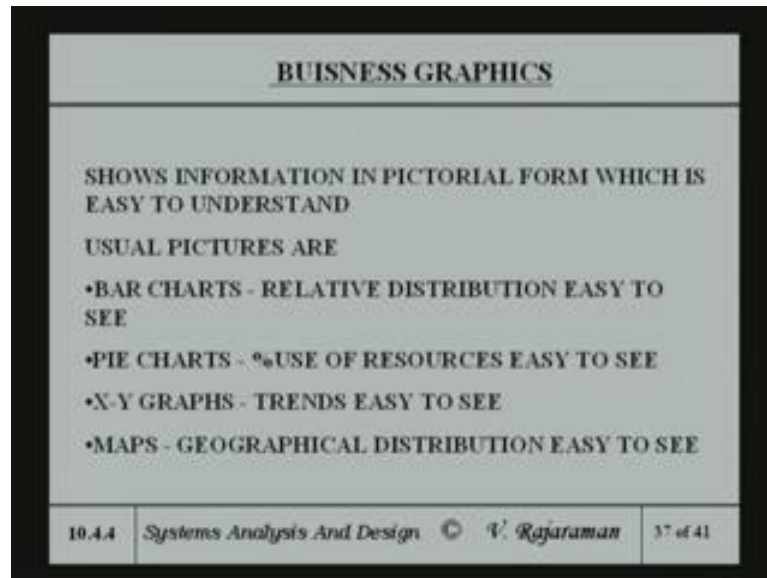 BUISNESS GRAPHICS
SHOWS INFORMATION IN PICTORIAL FORM WHICH IS
EASY TO UNDERSTAND
USUAL PICTURES ARE
•BAR CHARTS - RELATIVE DISTRIBUTION EASY TO
SEE
•PIE CHARTS - %USE OF RESOURCES EASY TO SEE
•X-Y GRAPHS - TRENDS EASY TO SEE
•MAPS - GEOGRAPHICAL DISTRIBUTION EASY TO SEE
10.4.4 Systems Analysis And Design © V. Rajaraman 37 of 41